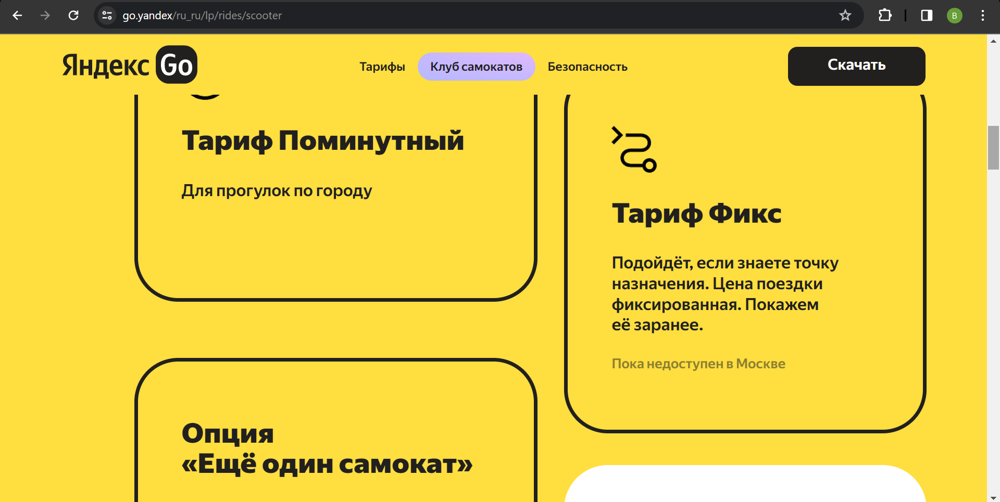 go.yandex/ru_ru/lp/rides/scooter
B
Яндекс Go
Тарифы
Клуб самокатов
Безопасность
Скачать
Тариф Поминутный
Для прогулок по городу
Тариф Фикс
Подойдёт, если знаете точку
назначения. Цена поездки
фиксированная. Покажем
её заранее.
Пока недоступен в Москве
Опция
«Ещё один самокат»